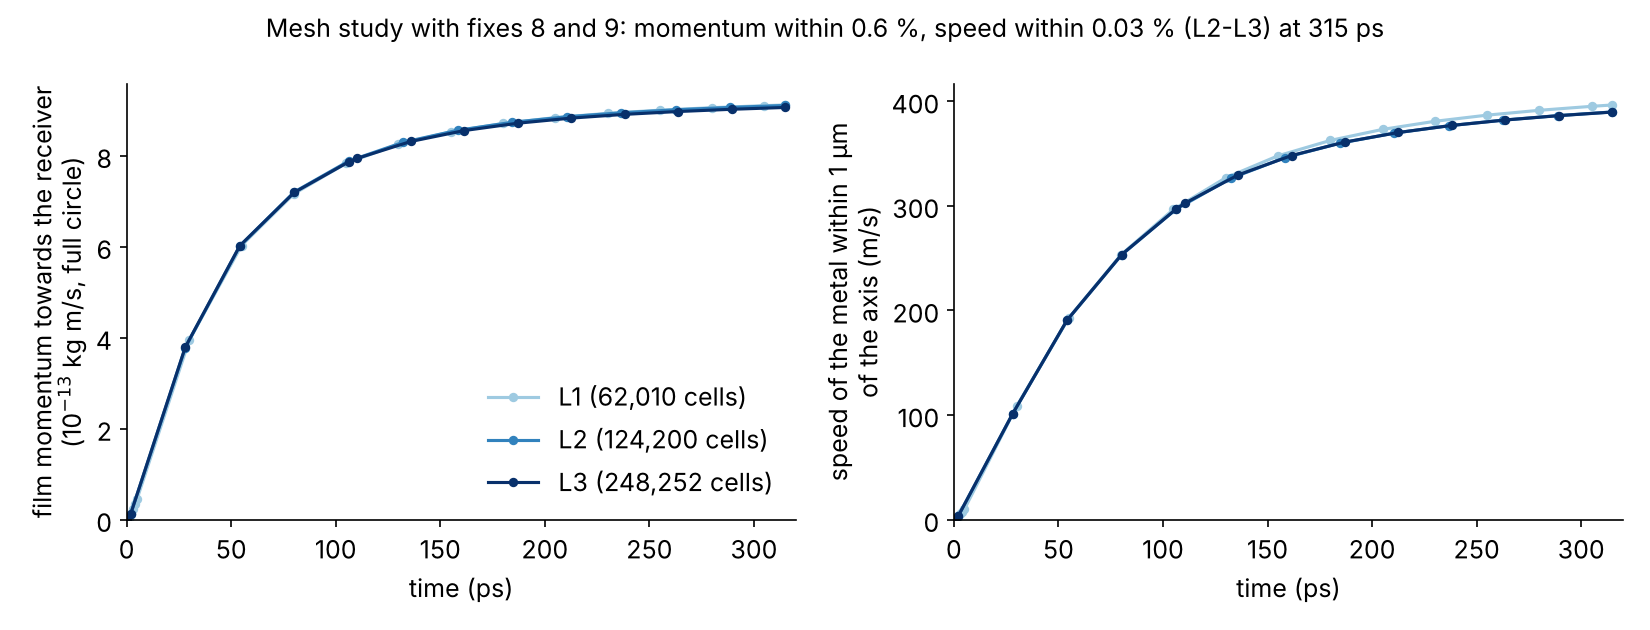 Mesh study with fixes 8 and 9: momentum within 0.6 %, speed within 0.03 % (L2-L3) at 315 ps
film momentum towards the receiver
(10⁻¹³ kg m/s, full circle)
8
6
4
2
0
0 50 100 150 200 250 300
time (ps)
L1 (62,010 cells)
L2 (124,200 cells)
L3 (248,252 cells)
speed of the metal within 1 µm
of the axis (m/s)
400
300
200
100
0
0 50 100 150 200 250 300
time (ps)